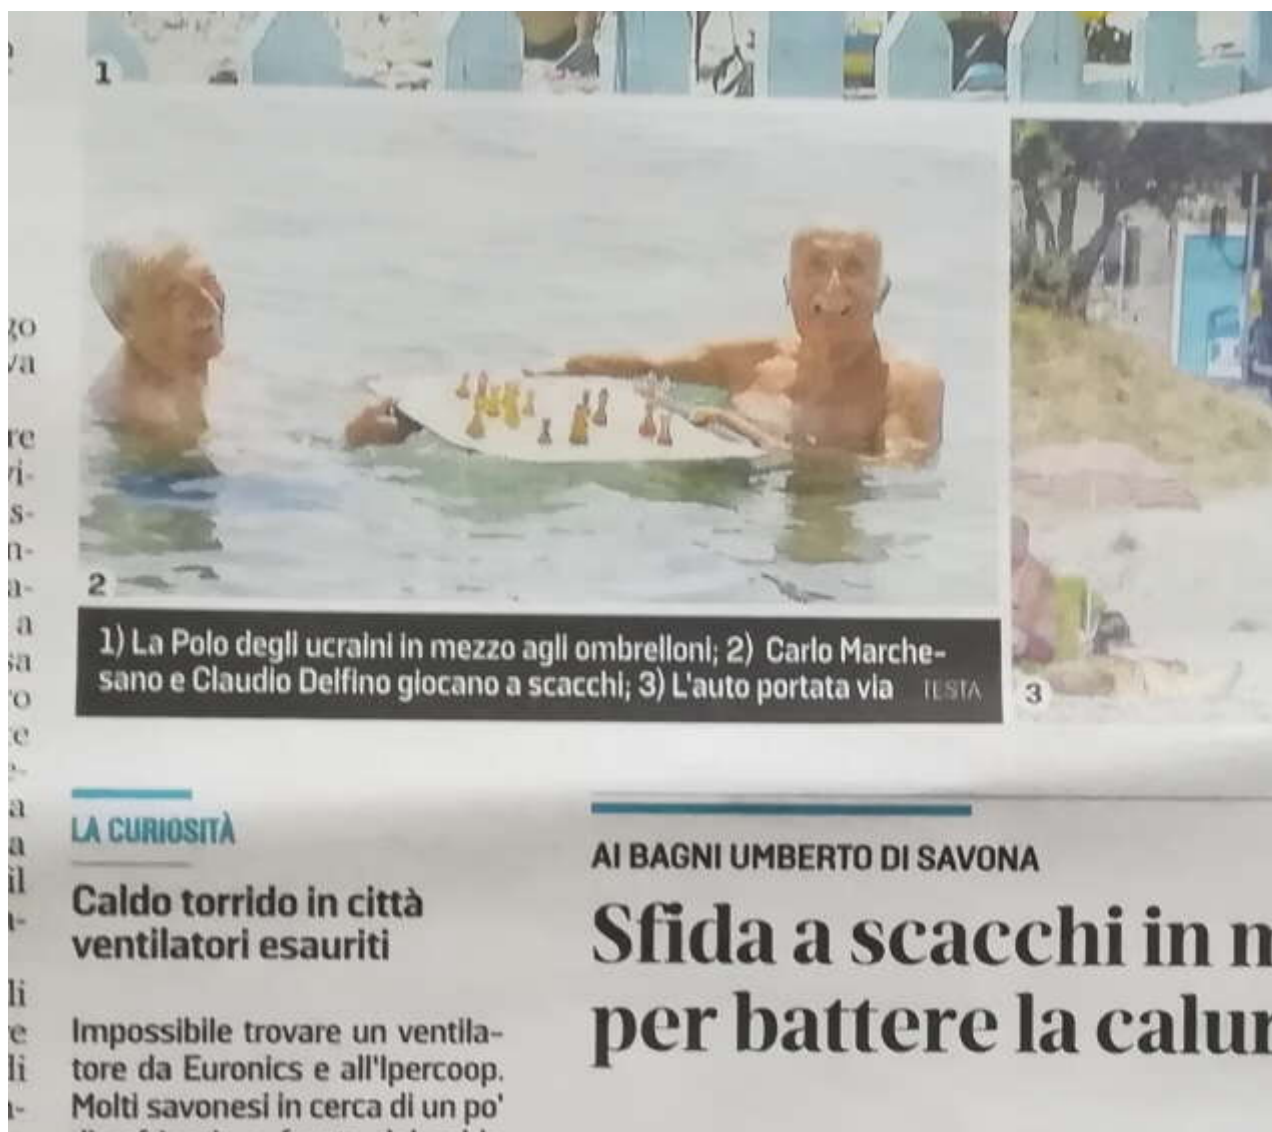 1
2
1) La Polo degli ucraini in mezzo agli ombrelloni; 2) Carlo Marche-
sano e Claudio Delfino giocano a scacchi; 3) L'auto portata via TESTA
3
LA CURIOSITÀ
Caldo torrido in città
ventilatori esauriti
Impossibile trovare un ventila-
tore da Euronics e all'Ipercoop.
Molti savonesi in cerca di un po'
AI BAGNI UMBERTO DI SAVONA
Sfida a scacchi in
per battere la